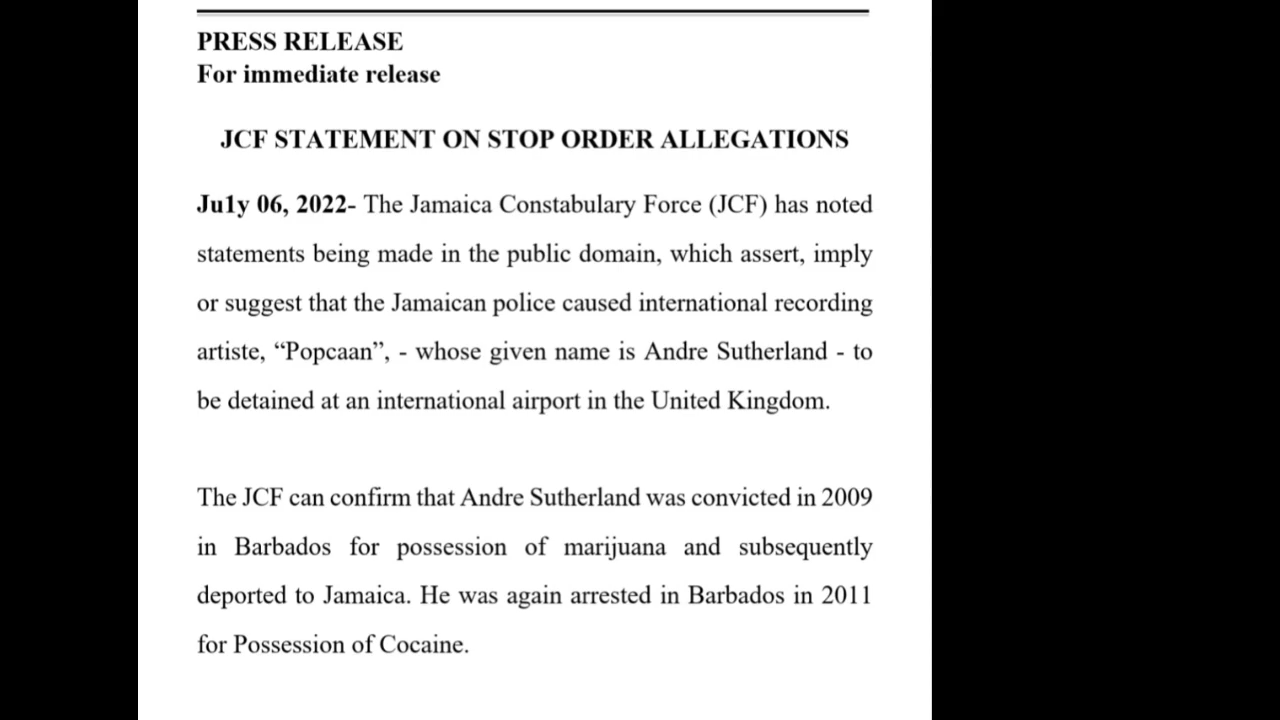 PRESS RELEASE
For immediate release
JCF STATEMENT ON STOP ORDER ALLEGATIONS
Ju1y 06, 2022- The Jamaica Constabulary Force (JCF) has noted
statements being made in the public domain, which assert, imply
or suggest that the Jamaican police caused international recording
artiste, “Popcaan”, - whose given name is Andre Sutherland - to
be detained at an international airport in the United Kingdom.
The JCF can confirm that Andre Sutherland was convicted in 2009
in Barbados for possession of marijuana and subsequently
deported to Jamaica. He was again arrested in Barbados in 2011
for Possession of Cocaine.